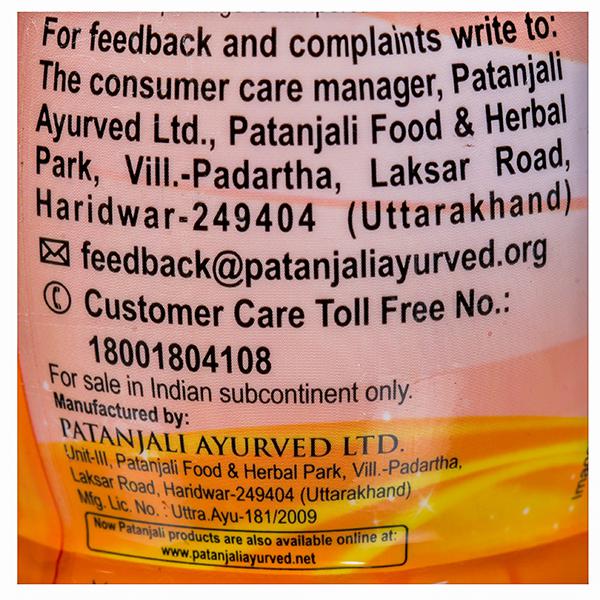 For feedback and complaints write to:
The consumer care manager, Patanjali
Ayurved Ltd., Patanjali Food & Herbal
Park, Vill.-Padartha, Laksar Road,
Haridwar-249404 (Uttarakhand)
feedback@patanjaliayurved.org
Customer Care Toll Free No.:
18001804108
For sale in Indian subcontinent only.
Manufactured by:
PATANJALI AYURVED LTD.
Unit-III, Patanjali Food & Herbal Park, Vill.-Padartha,
Laksar Road, Haridwar-249404 (Uttarakhand)
Mfg. Lic. No. : Uttra.Ayu-181/2009
Now Patanjali products are also available online at:
www.patanjaliayurved.net